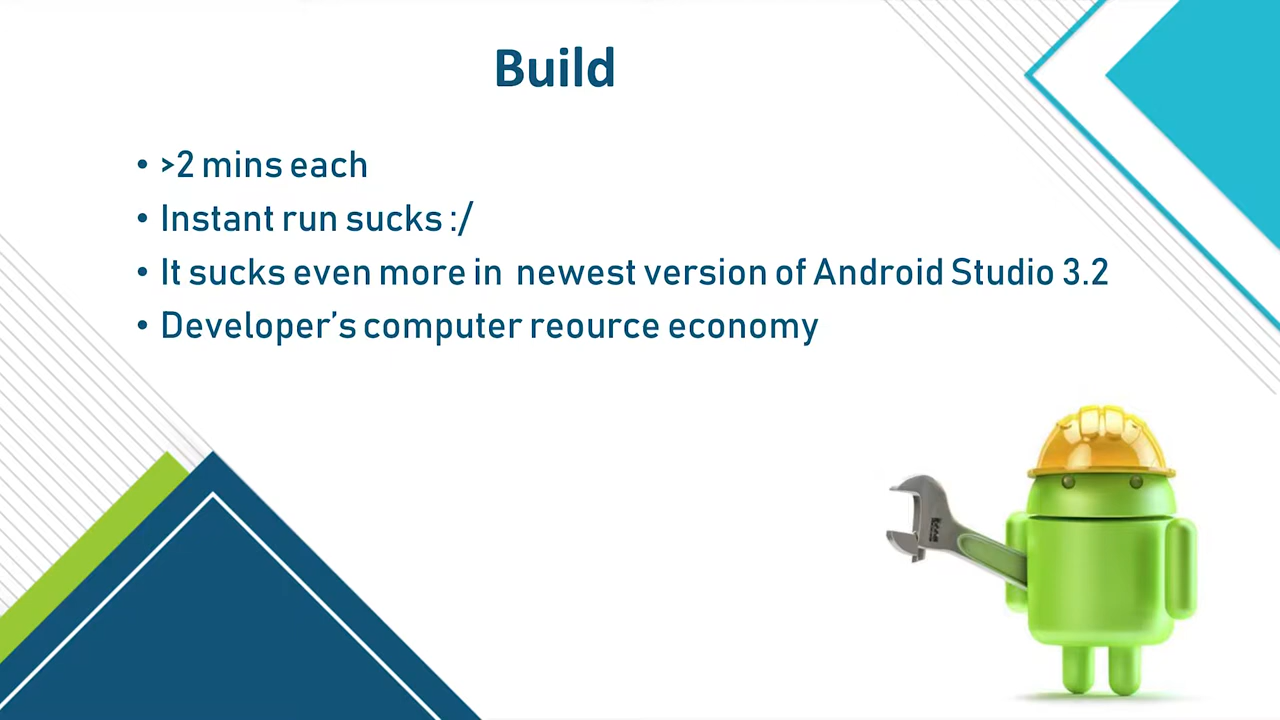 Build
• >2 mins each
• Instant run sucks :/
• It sucks even more in  newest version of Android Studio 3.2
• Developer’s computer reource economy